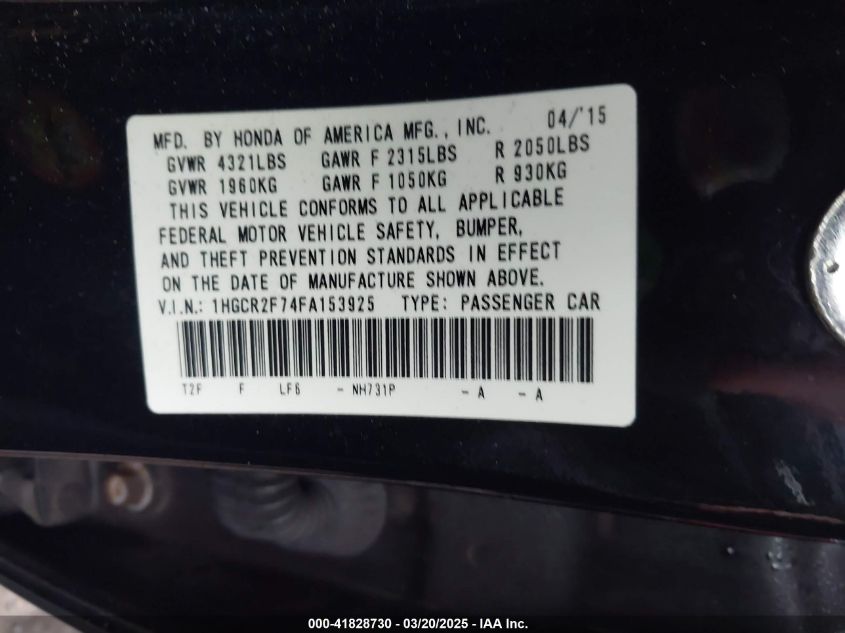 MFD. BY HONDA OF AMERICA MFG., INC. 04/'15
GVWR 4321LBS GAWR F 2315LBS R 2050LBS
GVWR 1960KG GAWR F 1050KG R 930KG
THIS VEHICLE CONFORMS TO ALL APPLICABLE
FEDERAL MOTOR VEHICLE SAFETY, BUMPER,
AND THEFT PREVENTION STANDARDS IN EFFECT
ON THE DATE OF MANUFACTURE SHOWN ABOVE.
V.I.N.: 1HGCR2F74FA153925 TYPE: PASSENGER CAR
T2F F LF6 - NH731P - A - A
000-41828730 - 03/20/2025 - IAA Inc.